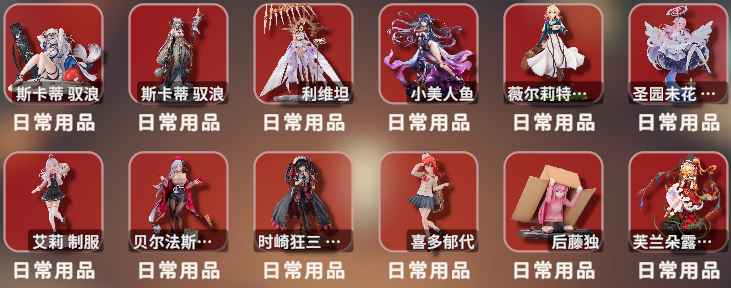 斯卡蒂 驭浪
斯卡蒂 驭浪
利维坦
小美人鱼
薇尔莉特…
圣园未花 …
日常用品
日常用品
日常用品
日常用品
日常用品
日常用品
艾莉 制服
贝尔法斯…
时崎狂三 …
喜多郁代
后藤独
芙兰朵露…
日常用品
日常用品
日常用品
日常用品
日常用品
日常用品